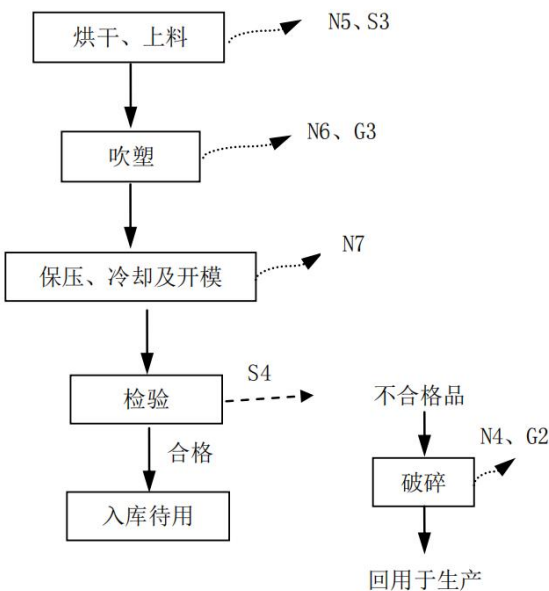 烘干、上料
N5、S3
吹塑
N6、G3
保压、冷却及开模
N7
检验
S4
合格
入库待用
不合格品
N4、G2
破碎
回用于生产